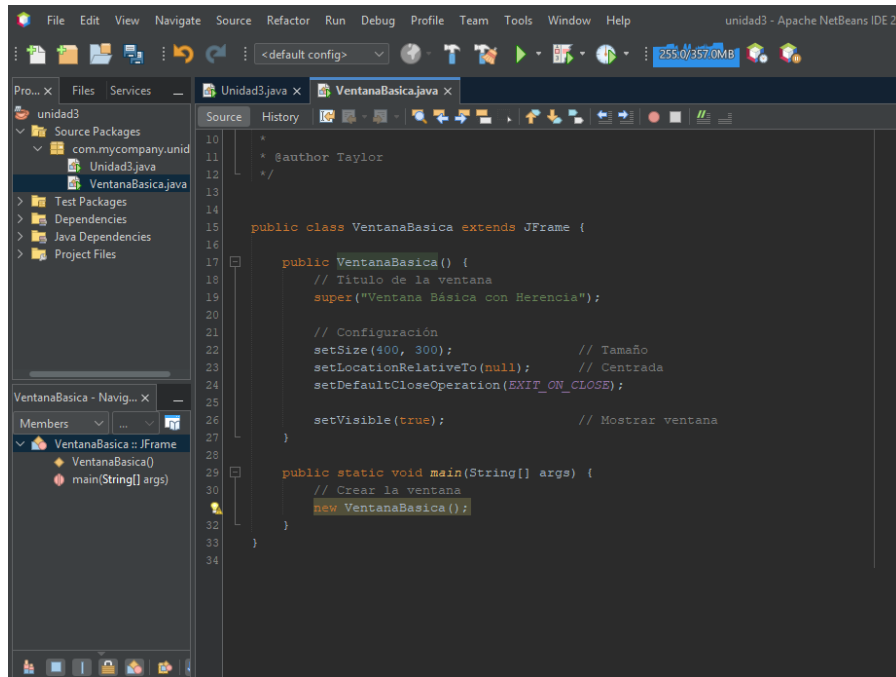 File Edit View Navigate Source Refactor Run Debug Profile Team Tools Window Help unidad3 - Apache NetBeans IDE 2
<default config> 255.0/357.0MB
Pro... Files Services
Unidad3.java VentanaBasica.java
unidad3
Source Packages
com.mycompany.unid
Unidad3.java
VentanaBasica.java
Test Packages
Dependencies
Java Dependencies
Project Files
VentanaBasica - Navig...
Members ...
VentanaBasica :: JFrame
VentanaBasica()
main(String[] args)
Source History
10 *
11 * @author Taylor
12 */
13
14
15 public class VentanaBasica extends JFrame {
16
17 public VentanaBasica() {
18 // Título de la ventana
19 super("Ventana Básica con Herencia");
20
21 // Configuración
22 setSize(400, 300); // Tamaño
23 setLocationRelativeTo(null); // Centrada
24 setDefaultCloseOperation(EXIT_ON_CLOSE);
25
26 setVisible(true); // Mostrar ventana
27 }
28
29 public static void main(String[] args) {
30 // Crear la ventana
new VentanaBasica();
32 }
33 }
34